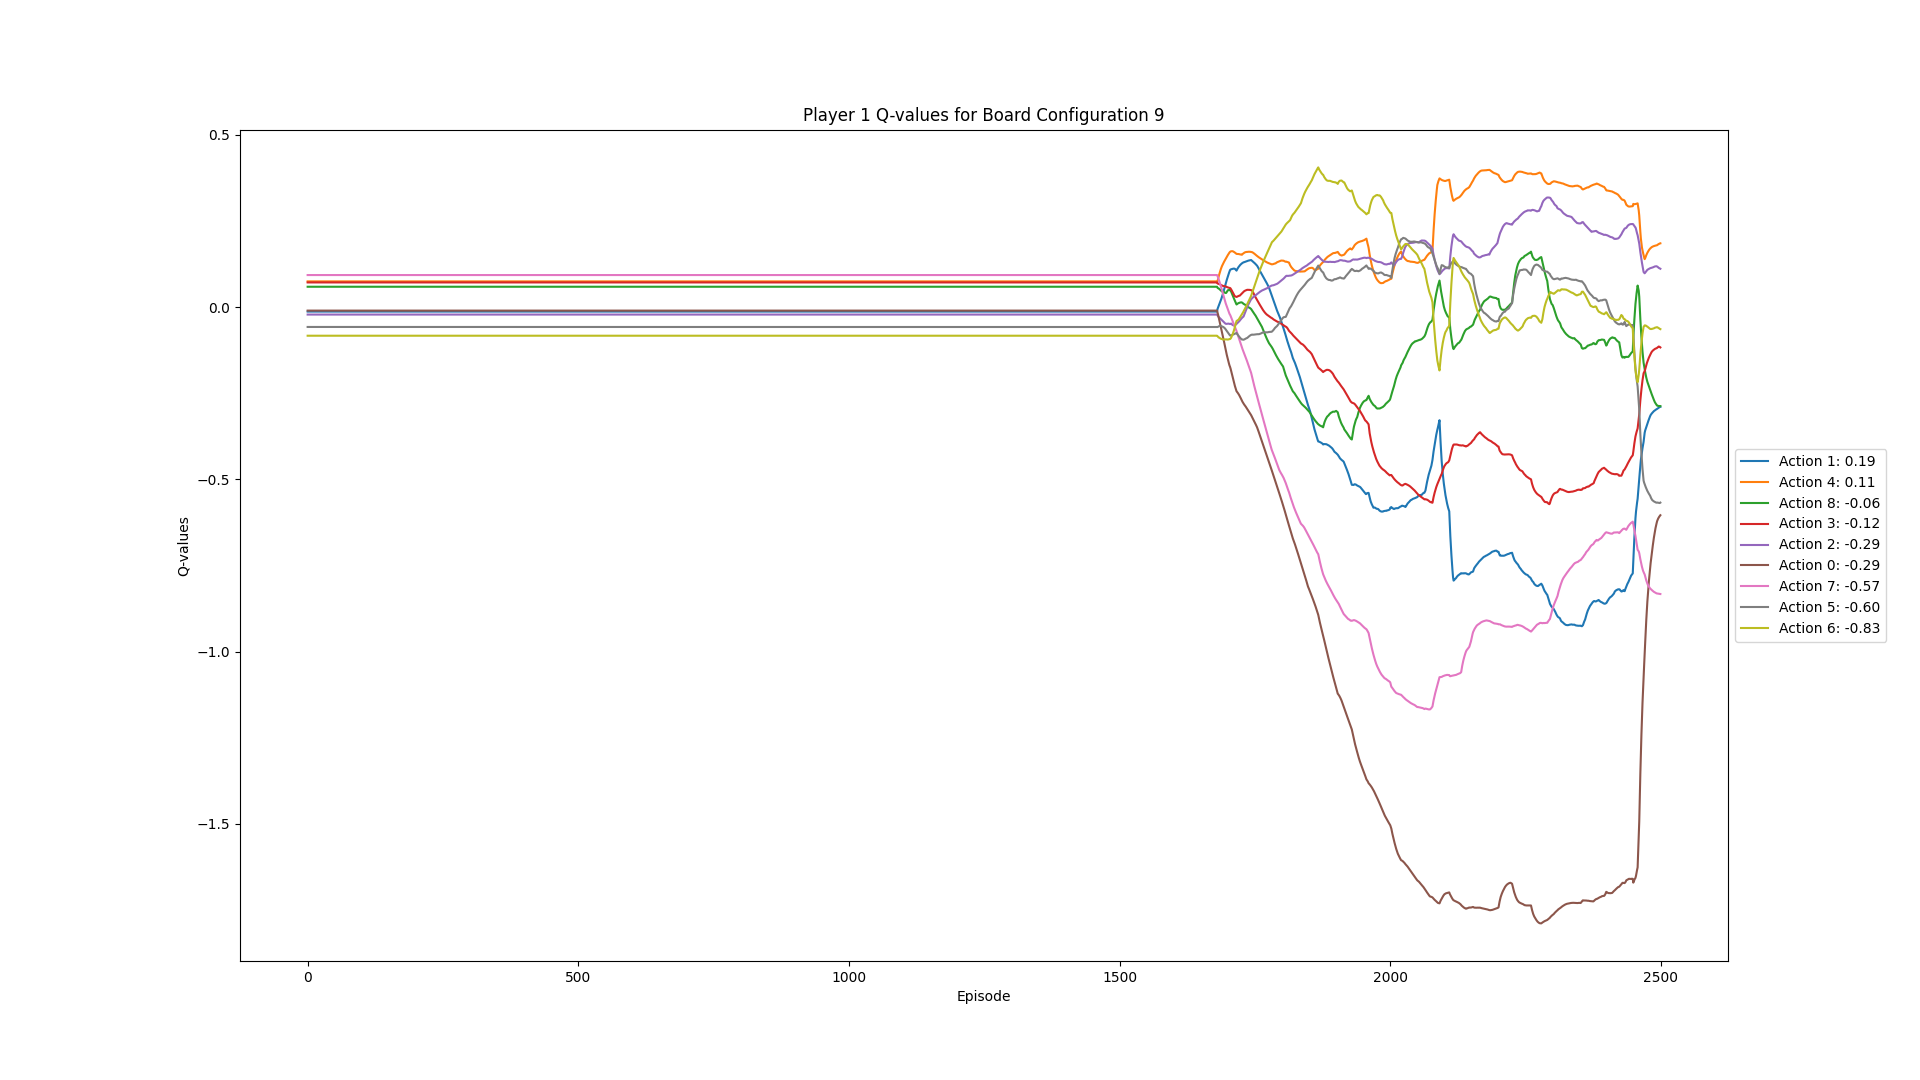 Player 1 Q-values for Board Configuration 9
0.5
0.0
−0.5
−1.0
−1.5
Q-values
0
500
1000
1500
2000
2500
Episode
Action 1: 0.19
Action 4: 0.11
Action 8: -0.06
Action 3: -0.12
Action 2: -0.29
Action 0: -0.29
Action 7: -0.57
Action 5: -0.60
Action 6: -0.83